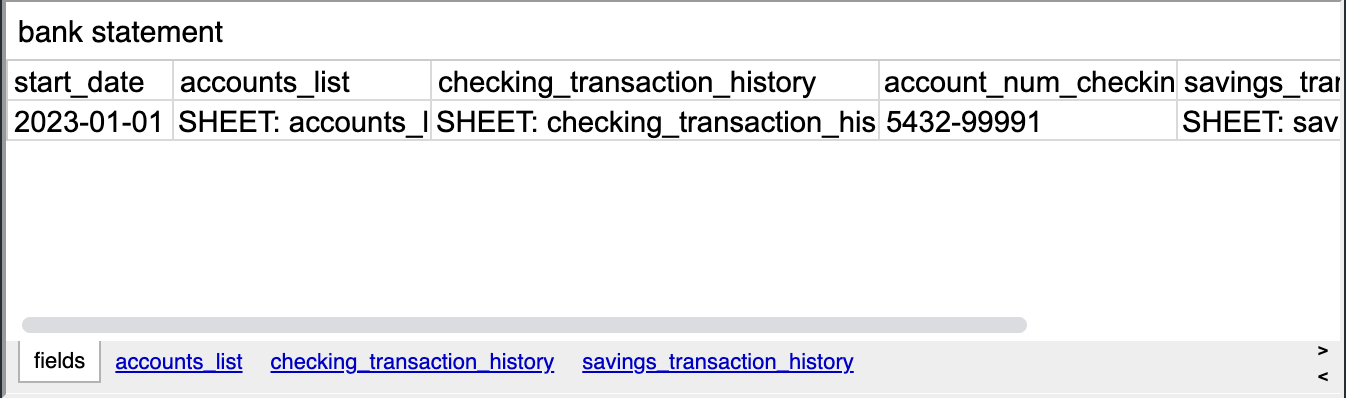 bank statement
start_date accounts_list checking_transaction_history account_num_checkin savings_trar
2023-01-01 SHEET: accounts_l SHEET: checking_transaction_his 5432-99991 SHEET: sav
fields accounts_list checking_transaction_history savings_transaction_history
>
<